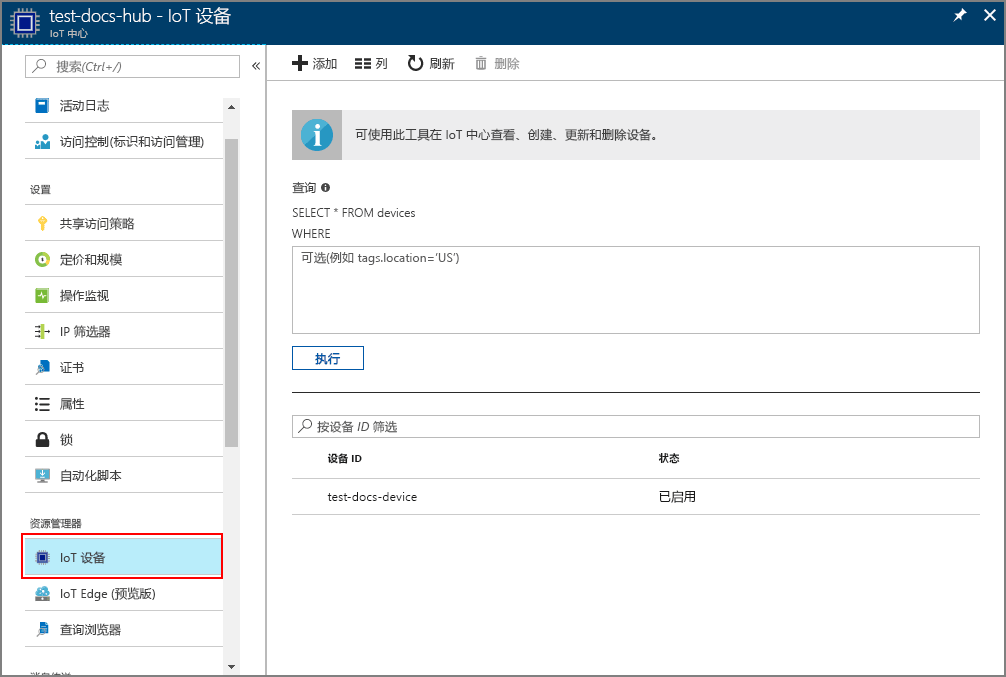 test-docs-hub - IoT 设备
IoT 中心
搜索(Ctrl+/)
活动日志
访问控制(标识和访问管理)
设置
共享访问策略
定价和规模
操作监视
IP 筛选器
证书
属性
锁
自动化脚本
资源管理器
IoT 设备
IoT Edge (预览版)
查询浏览器
添加 列 刷新 删除
可使用此工具在 IoT 中心查看、创建、更新和删除设备。
查询
SELECT * FROM devices
WHERE
可选(例如 tags.location='US')
执行
按设备 ID 筛选
设备 ID 状态
test-docs-device 已启用